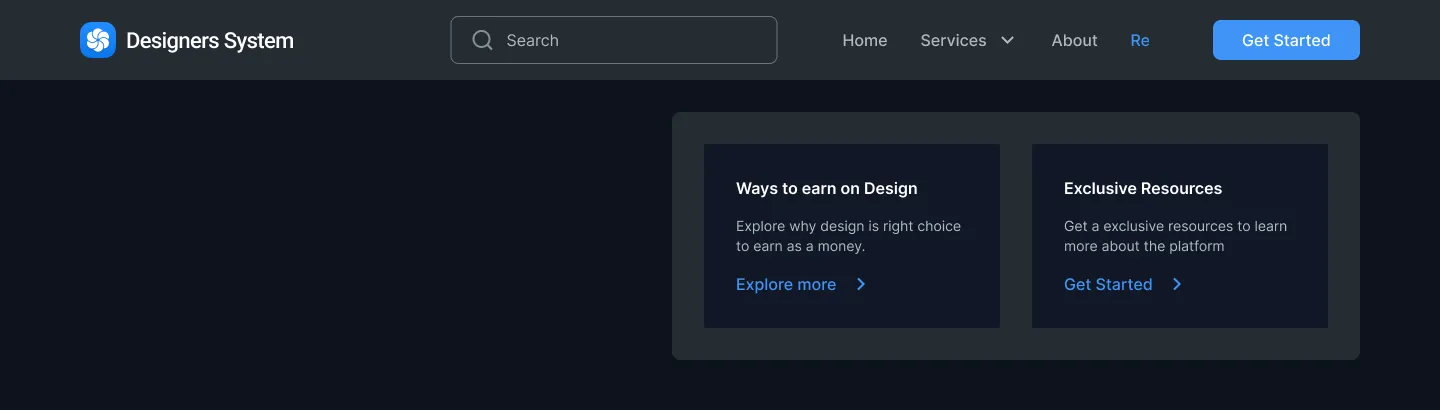 Designers System
Search
Home
Services
About
Re
Get Started
Ways to earn on Design
Explore why design is right choice
to earn as a money.
Explore more
Exclusive Resources
Get a exclusive resources to learn
more about the platform
Get Started